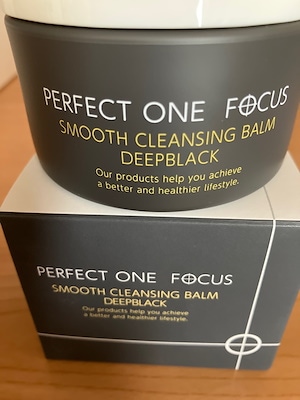 PERFECT ONE FOCUS
SMOOTH CLEANSING BALM
DEEPBLACK
Our products help you achieve
a better and healthier lifestyle.
PERFECT ONE FOCUS
SMOOTH CLEANSING BALM
DEEPBLACK
Our products help you achieve
a better and healthier lifestyle.